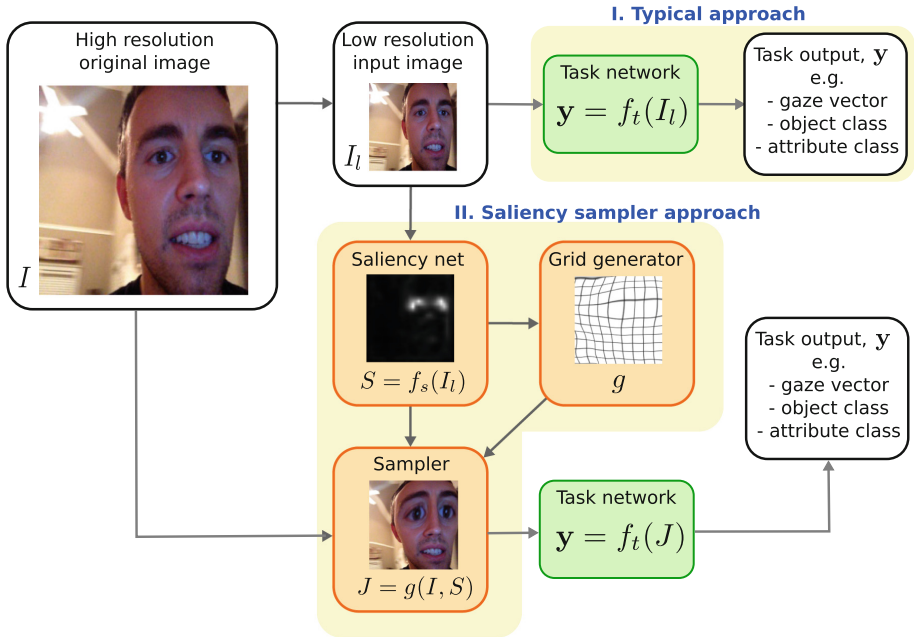 I. Typical approach
High resolution
original image
I
Low resolution
input image
I_l
Task network
y = f_t(I_l)
Task output, y
e.g.
- gaze vector
- object class
- attribute class
II. Saliency sampler approach
Saliency net
S = f_s(I_l)
Grid generator
g
Sampler
J = g(I, S)
Task network
y = f_t(J)
Task output, y
e.g.
- gaze vector
- object class
- attribute class